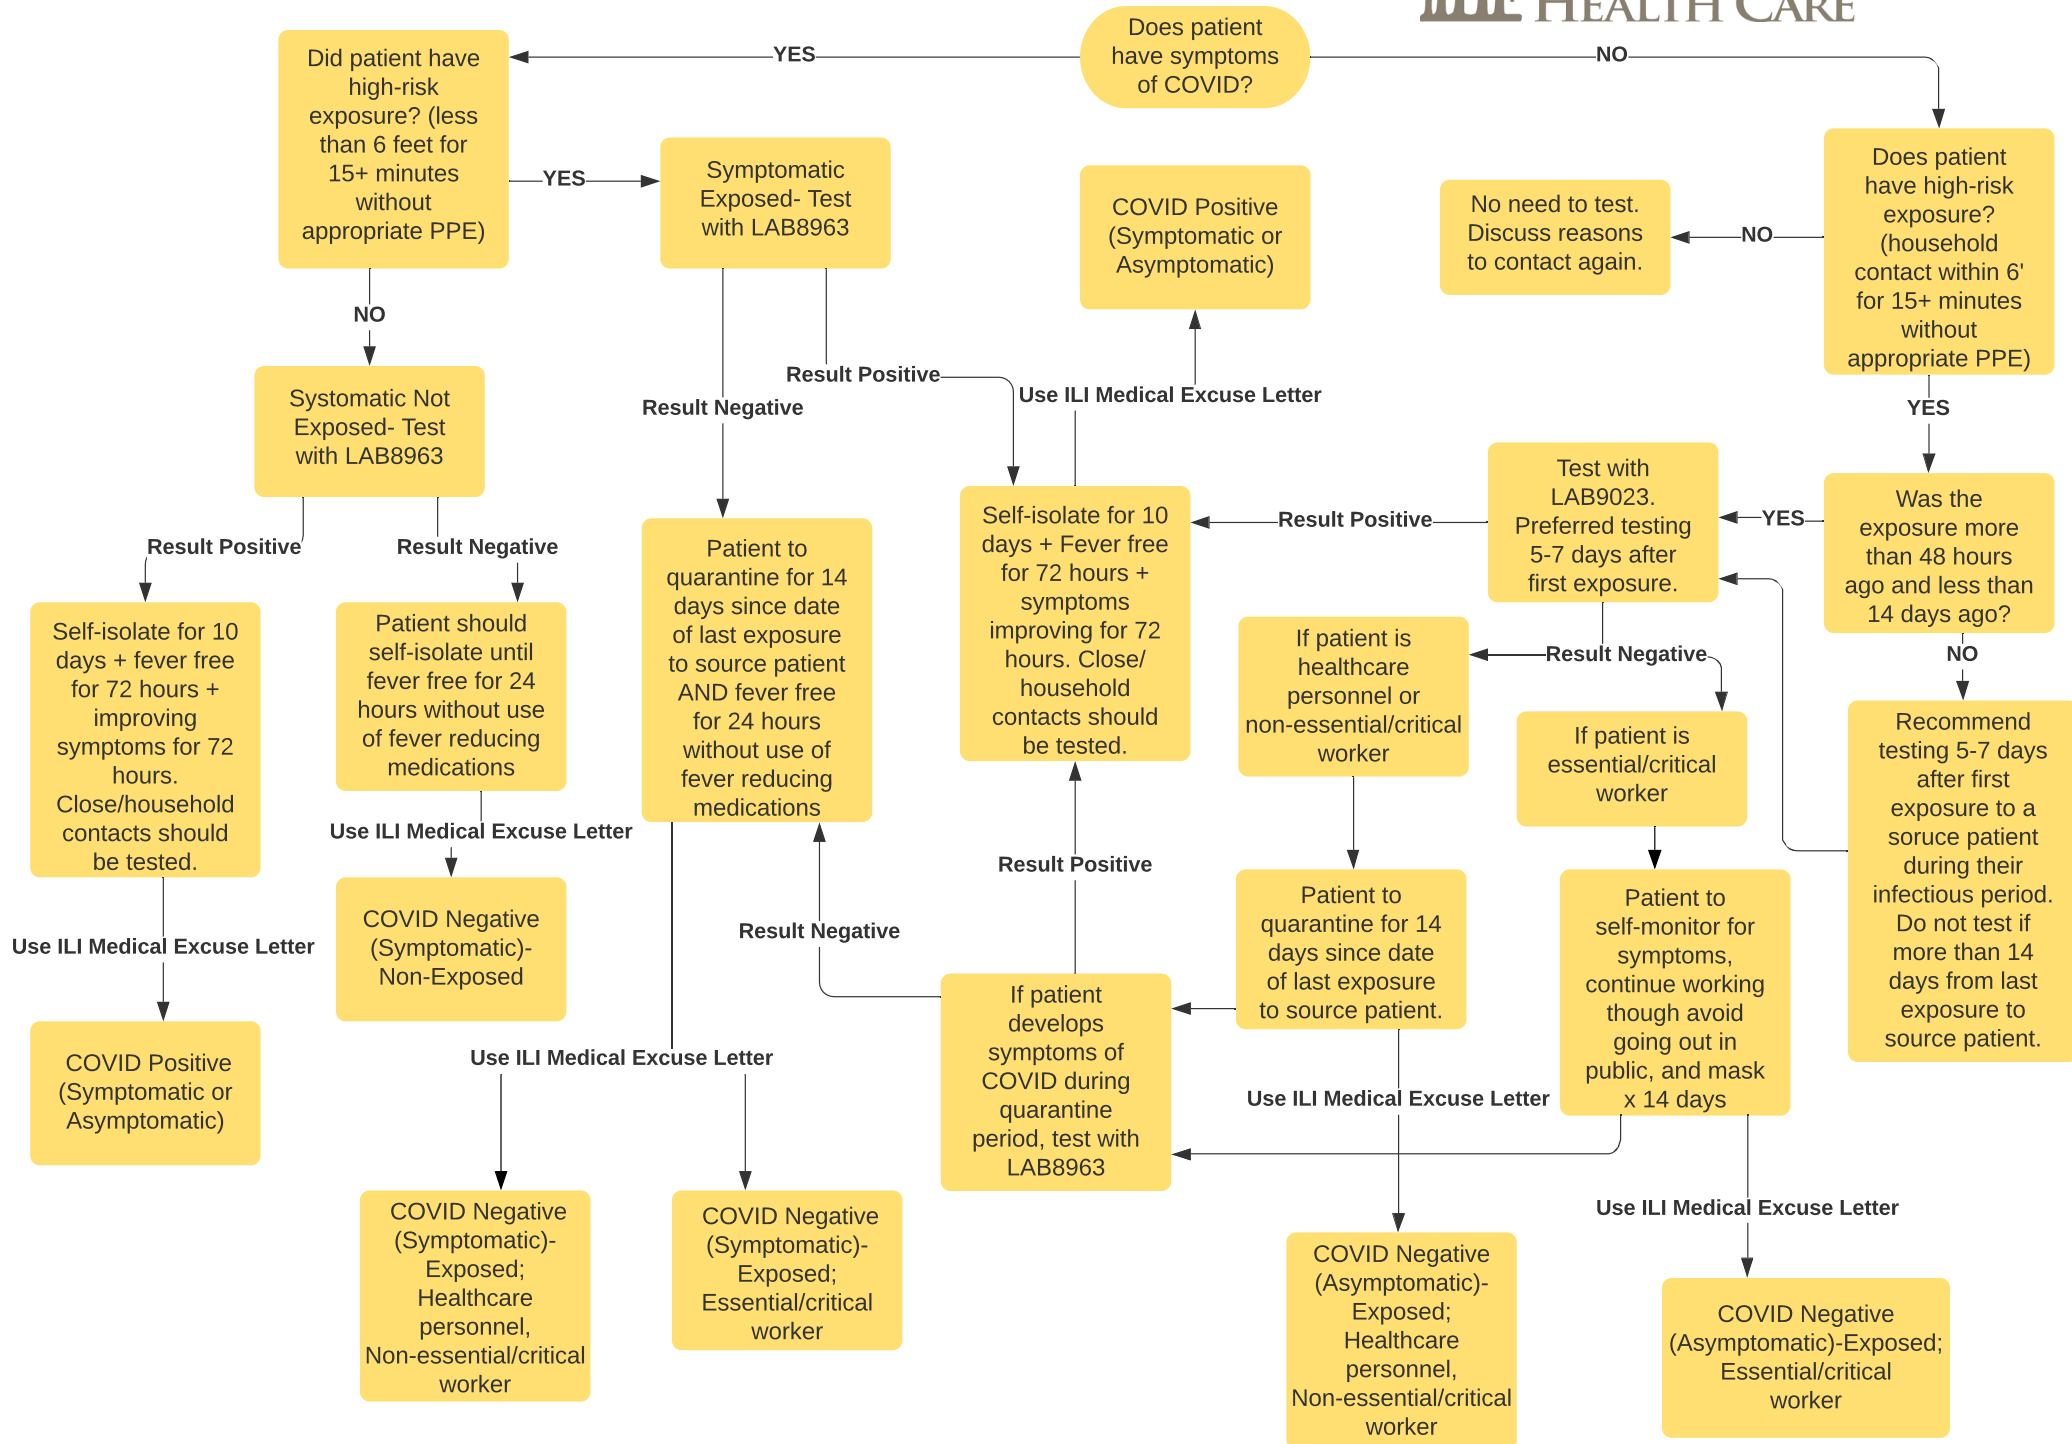 HEALTH CARE
Does patient
have symptoms
of COVID?
YES
NO
Did patient have
high-risk
exposure? (less
than 6 feet for
15+ minutes
without
appropriate PPE)
YES
Symptomatic
Exposed- Test
with LAB8963
COVID Positive
(Symptomatic or
Asymptomatic)
No need to test.
Discuss reasons
to contact again.
NO
Does patient
have high-risk
exposure?
(household
contact within 6'
for 15+ minutes
without
appropriate PPE)
NO
Systomatic Not
Exposed- Test
with LAB8963
Result Positive
Result Negative
Use ILI Medical Excuse Letter
YES
Test with
LAB9023.
Preferred testing
5-7 days after
first exposure.
YES
Was the
exposure more
than 48 hours
ago and less than
14 days ago?
Result Positive
Result Negative
Result Positive
Self-isolate for 10
days + fever free
for 72 hours +
improving
symptoms for 72
hours.
Close/household
contacts should
be tested.
Patient should
self-isolate until
fever free for 24
hours without use
of fever reducing
medications
Patient to
quarantine for 14
days since date
of last exposure
to source patient
AND fever free
for 24 hours
without use of
fever reducing
medications
Self-isolate for 10
days + Fever free
for 72 hours +
symptoms
improving for 72
hours. Close/
household
contacts should
be tested.
If patient is
healthcare
personnel or
non-essential/critical
worker
Result Negative
If patient is
essential/critical
worker
NO
Recommend
testing 5-7 days
after first
exposure to a
soruce patient
during their
infectious period.
Do not test if
more than 14
days from last
exposure to
source patient.
Use ILI Medical Excuse Letter
Use ILI Medical Excuse Letter
COVID Negative
(Symptomatic)-
Non-Exposed
COVID Positive
(Symptomatic or
Asymptomatic)
Result Negative
Result Positive
If patient
develops
symptoms of
COVID during
quarantine
period, test with
LAB8963
Patient to
quarantine for 14
days since date
of last exposure
to source patient.
Patient to
self-monitor for
symptoms,
continue working
though avoid
going out in
public, and mask
x 14 days
Use ILI Medical Excuse Letter
Use ILI Medical Excuse Letter
Use ILI Medical Excuse Letter
COVID Negative
(Symptomatic)-
Exposed;
Healthcare
personnel,
Non-essential/critical
worker
COVID Negative
(Symptomatic)-
Exposed;
Essential/critical
worker
COVID Negative
(Asymptomatic)-
Exposed;
Healthcare
personnel,
Non-essential/critical
worker
COVID Negative
(Asymptomatic)-Exposed;
Essential/critical
worker